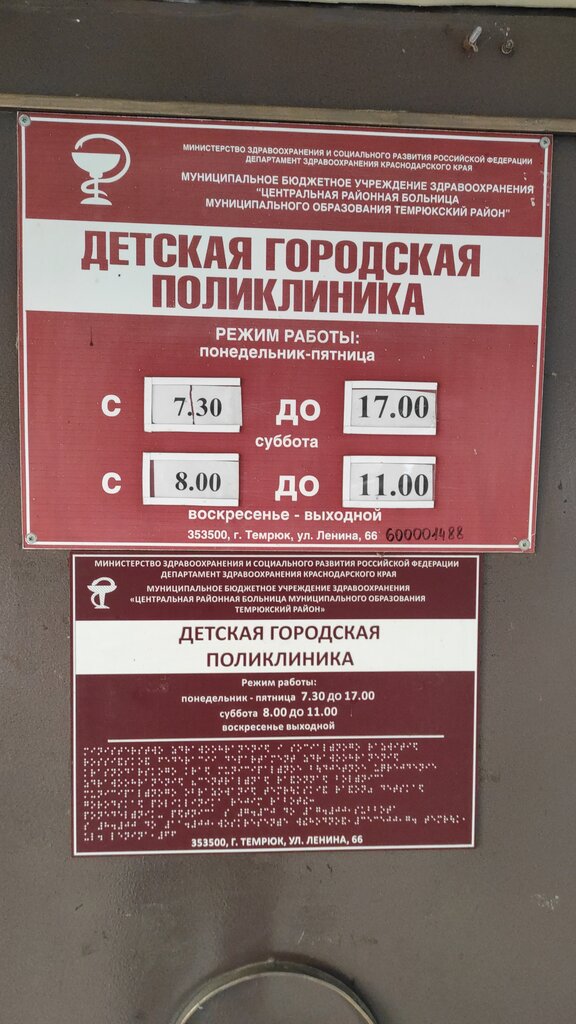 МИНИСТЕРСТВО ЗДРАВООХРАНЕНИЯ И СОЦИАЛЬНОГО РАЗВИТИЯ РОССИЙСКОЙ ФЕДЕРАЦИИ
ДЕПАРТАМЕНТ ЗДРАВООХРАНЕНИЯ КРАСНОДАРСКОГО КРАЯ
МУНИЦИПАЛЬНОЕ БЮДЖЕТНОЕ УЧРЕЖДЕНИЕ ЗДРАВООХРАНЕНИЯ
"ЦЕНТРАЛЬНАЯ РАЙОННАЯ БОЛЬНИЦА
МУНИЦИПАЛЬНОГО ОБРАЗОВАНИЯ ТЕМРЮКСКИЙ РАЙОН"
ДЕТСКАЯ ГОРОДСКАЯ
ПОЛИКЛИНИКА
РЕЖИМ РАБОТЫ:
понедельник-пятница
С 7.30 ДО 17.00
суббота
С 8.00 ДО 11.00
воскресенье - выходной
353500, г. Темрюк, ул. Ленина, 66 600001488
МИНИСТЕРСТВО ЗДРАВООХРАНЕНИЯ И СОЦИАЛЬНОГО РАЗВИТИЯ РОССИЙСКОЙ ФЕДЕРАЦИИ
ДЕПАРТАМЕНТ ЗДРАВООХРАНЕНИЯ КРАСНОДАРСКОГО КРАЯ
МУНИЦИПАЛЬНОЕ БЮДЖЕТНОЕ УЧРЕЖДЕНИЕ ЗДРАВООХРАНЕНИЯ
«ЦЕНТРАЛЬНАЯ РАЙОННАЯ БОЛЬНИЦА МУНИЦИПАЛЬНОГО ОБРАЗОВАНИЯ
ТЕМРЮКСКИЙ РАЙОН»
ДЕТСКАЯ ГОРОДСКАЯ
ПОЛИКЛИНИКА
Режим работы:
понедельник - пятница 7.30 ДО 17.00
суббота 8.00 ДО 11.00
воскресенье выходной
353500, Г. ТЕМРЮК, УЛ. ЛЕНИНА, 66